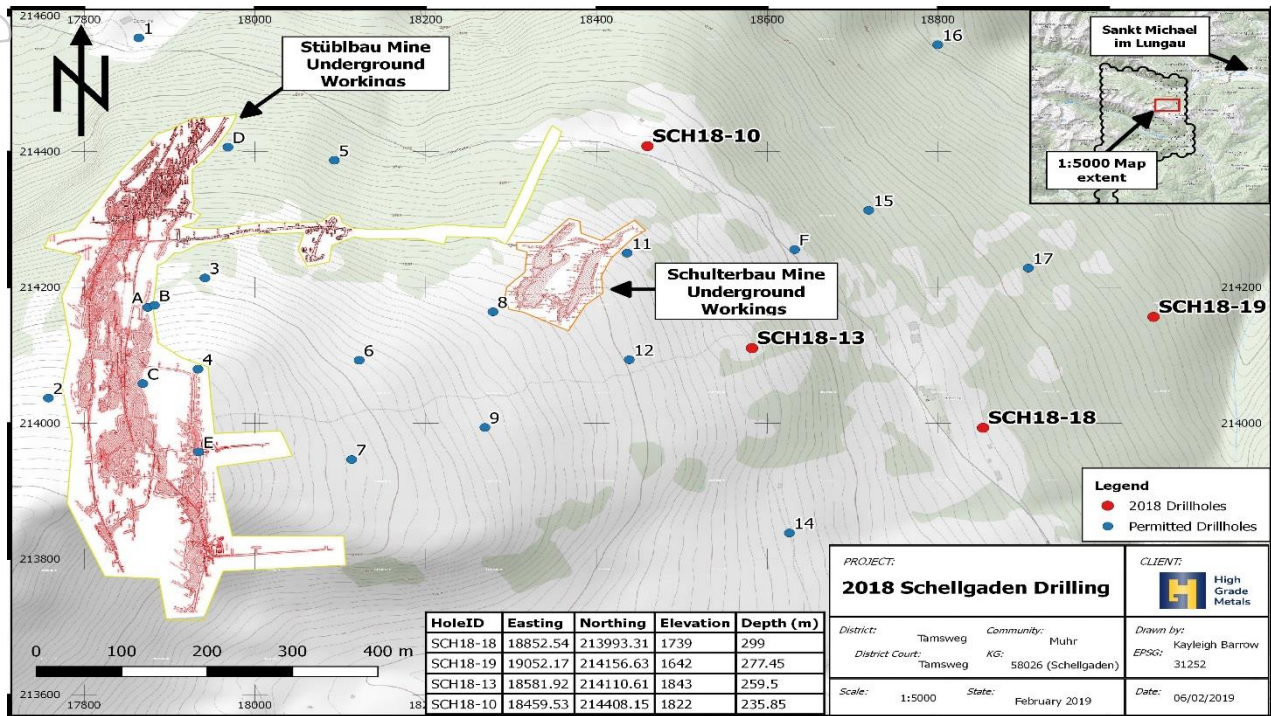 17800
18000
18200
18400
18600
18800
214600
214400
214200
214000
213800
213600
214400
214200
214000
17800
18000
N
1
16
D
5
15
F
17
3
A
B
11
8
4
6
12
C
2
9
E
7
14
Stüblbau Mine
Underground
Workings
Schulterbau Mine
Underground
Workings
SCH18-10
SCH18-13
SCH18-19
SCH18-18
Sankt Michael
im Lungau
1:5000 Map
extent
Legend
2018 Drillholes
Permitted Drillholes
0 100 200 300 400 m
HoleID Easting Northing Elevation Depth (m)
SCH18-18 18852.54 213993.31 1739 299
SCH18-19 19052.17 214156.63 1642 277.45
SCH18-13 18581.92 214110.61 1843 259.5
SCH18-10 18459.53 214408.15 1822 235.85
PROJECT:
2018 Schellgaden Drilling
CLIENT:
High
Grade
Metals
District: Tamsweg Community: Muhr
District Court: Tamsweg KG: 58026 (Schellgaden)
Drawn by: Kayleigh Barrow
EPSG: 31252
Scale: 1:5000 State: February 2019
Date: 06/02/2019